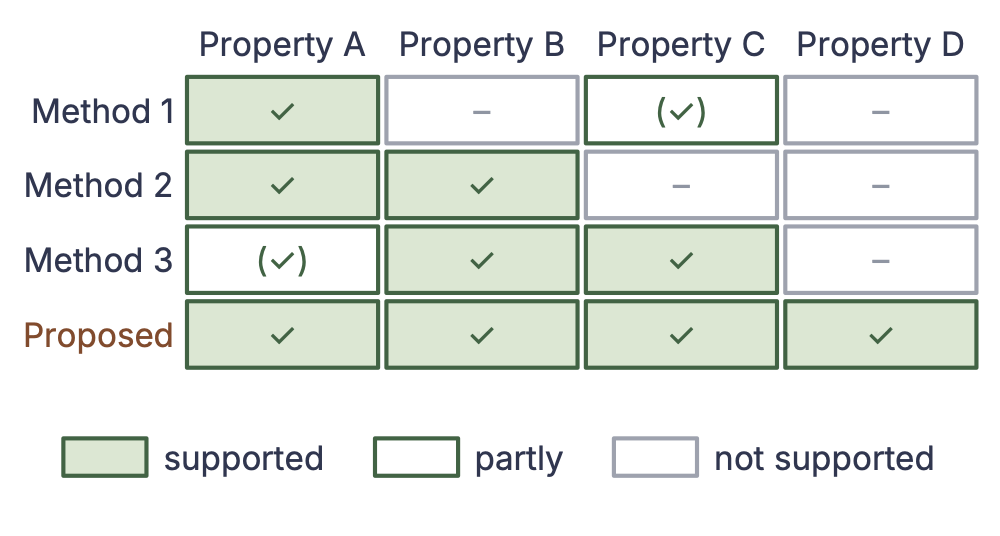 Property A Property B Property C Property D
Method 1 ✓ – (✓) –
Method 2 ✓ ✓ – –
Method 3 (✓) ✓ ✓ –
Proposed ✓ ✓ ✓ ✓
supported partly not supported